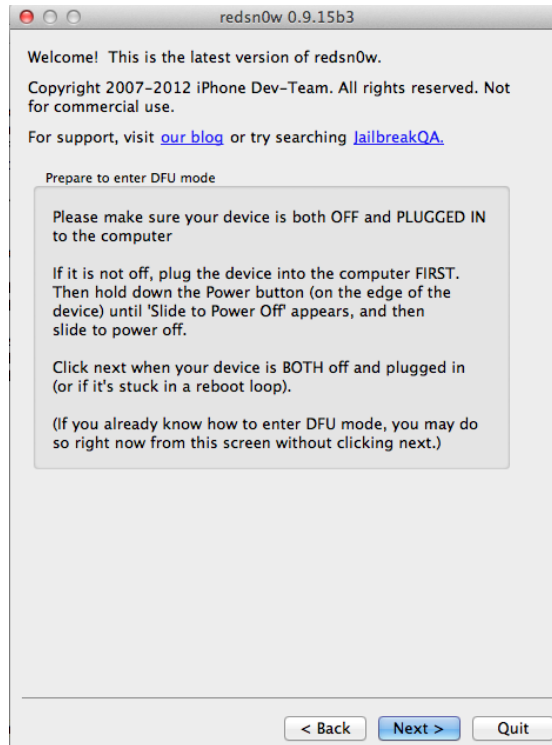 redsn0w 0.9.15b3
Welcome!  This is the latest version of redsn0w.
Copyright 2007-2012 iPhone Dev-Team. All rights reserved. Not
for commercial use.
For support, visit our blog or try searching JailbreakQA.
Prepare to enter DFU mode
Please make sure your device is both OFF and PLUGGED IN
to the computer
If it is not off, plug the device into the computer FIRST.
Then hold down the Power button (on the edge of the
device) until 'Slide to Power Off' appears, and then
slide to power off.
Click next when your device is BOTH off and plugged in
(or if it's stuck in a reboot loop).
(If you already know how to enter DFU mode, you may do
so right now from this screen without clicking next.)
< Back Next > Quit